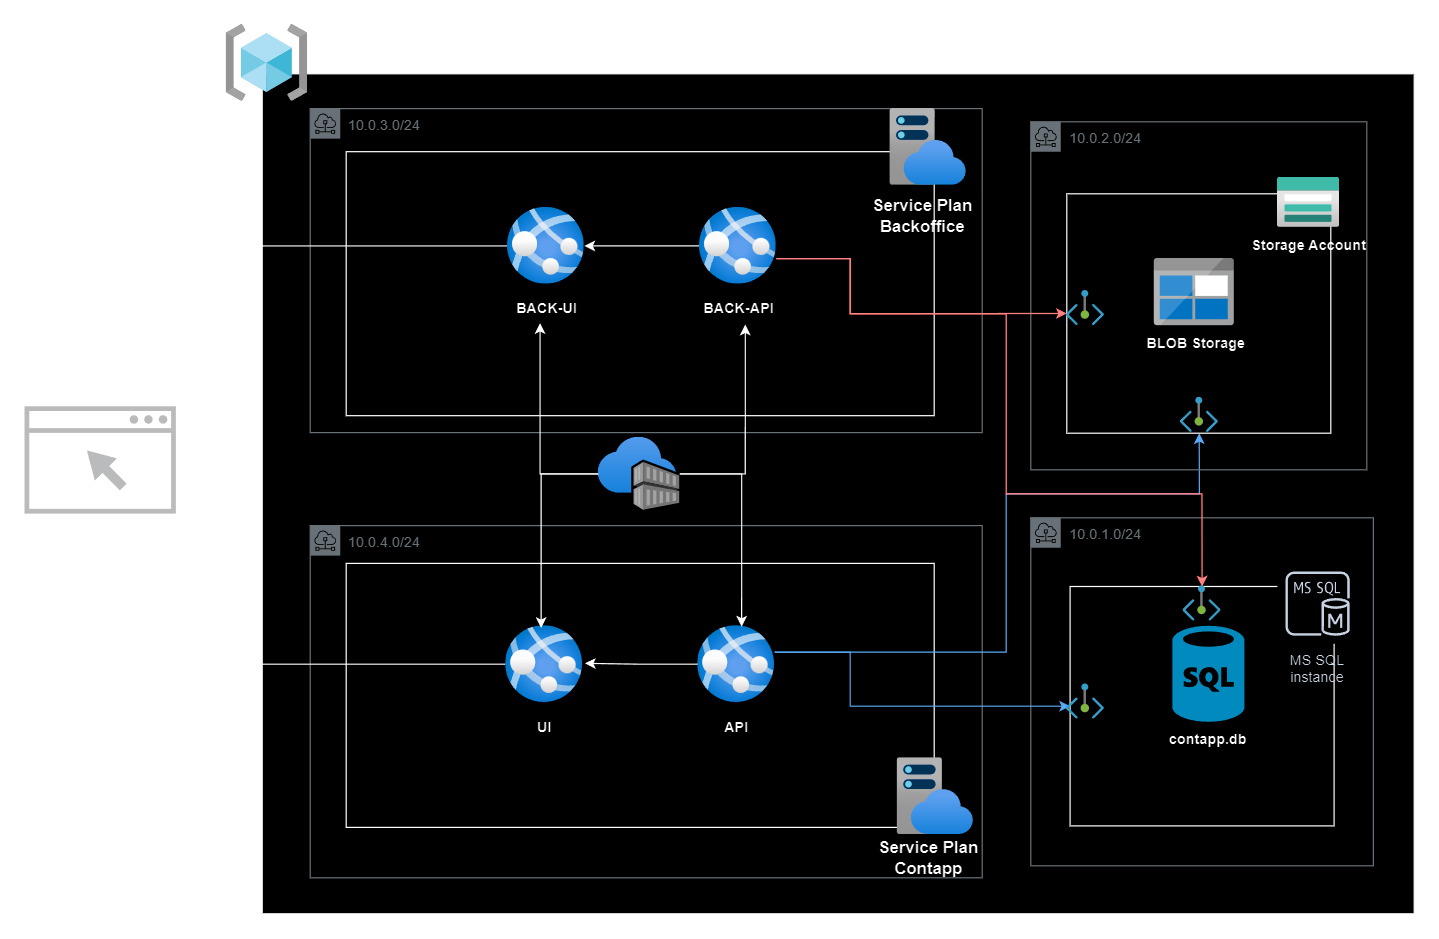 10.0.3.0/24
Service Plan
Backoffice
BACK-UI
BACK-API
10.0.2.0/24
Storage Account
BLOB Storage
10.0.4.0/24
UI
API
Service Plan
Contapp
10.0.1.0/24
MS SQL
M
MS SQL
instance
SQL
contapp.db